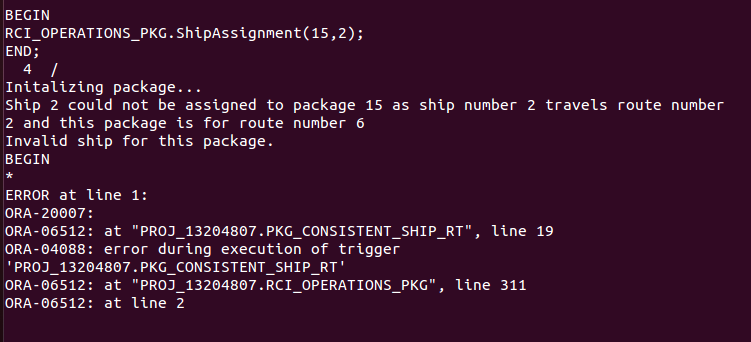 BEGIN
RCI_OPERATIONS_PKG.ShipAssignment(15,2);
END;
  4  /
Initalizing package...
Ship 2 could not be assigned to package 15 as ship number 2 travels route number
2 and this package is for route number 6
Invalid ship for this package.
BEGIN
*
ERROR at line 1:
ORA-20007:
ORA-06512: at "PROJ_13204807.PKG_CONSISTENT_SHIP_RT", line 19
ORA-04088: error during execution of trigger
'PROJ_13204807.PKG_CONSISTENT_SHIP_RT'
ORA-06512: at "PROJ_13204807.RCI_OPERATIONS_PKG", line 311
ORA-06512: at line 2